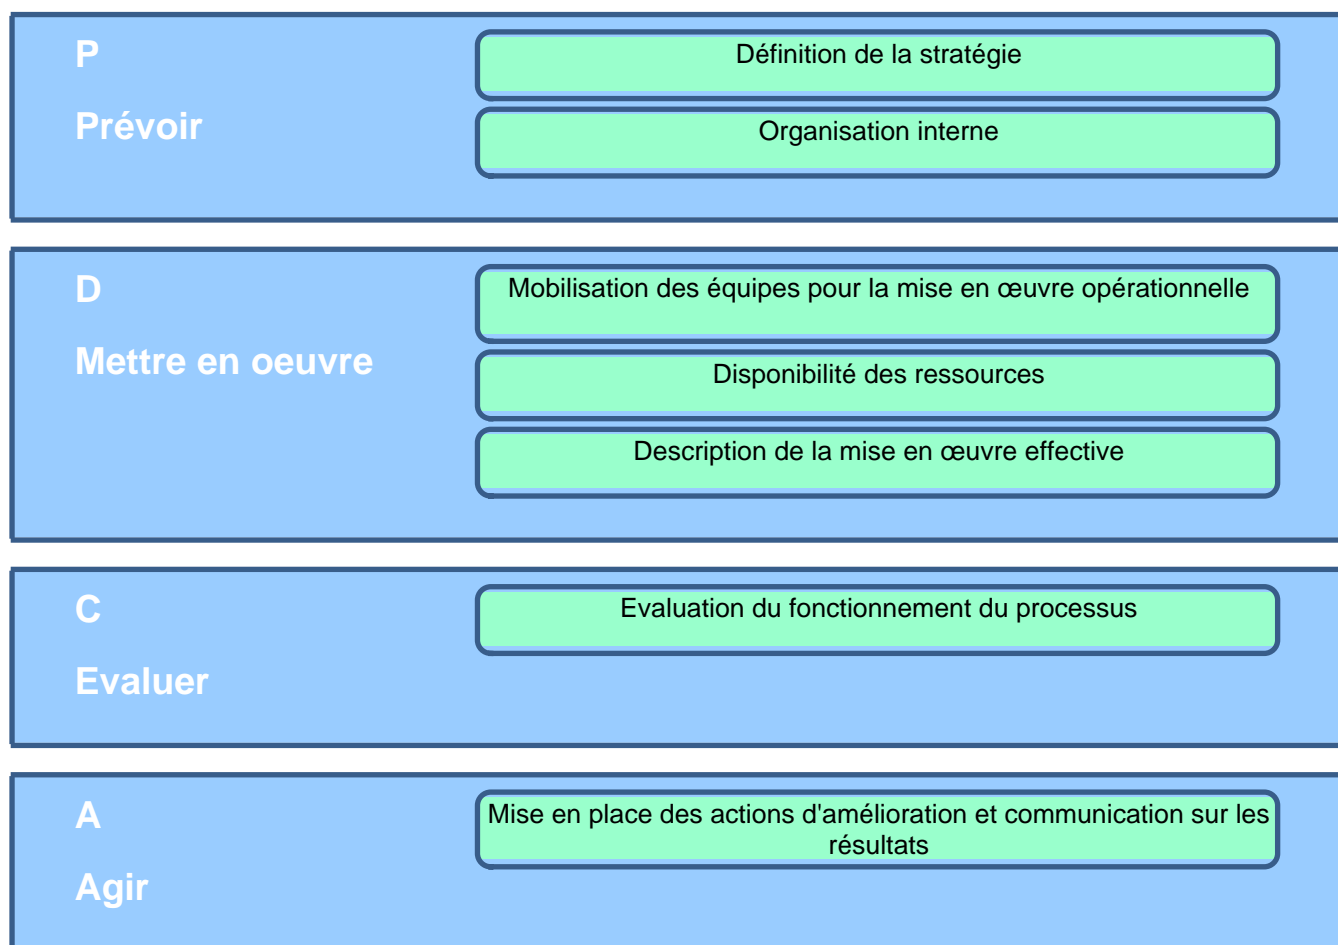 P
Prévoir
Définition de la stratégie
Organisation interne
D
Mettre en oeuvre
Mobilisation des équipes pour la mise en œuvre opérationnelle
Disponibilité des ressources
Description de la mise en œuvre effective
C
Evaluer
Evaluation du fonctionnement du processus
A
Agir
Mise en place des actions d'amélioration et communication sur les
résultats